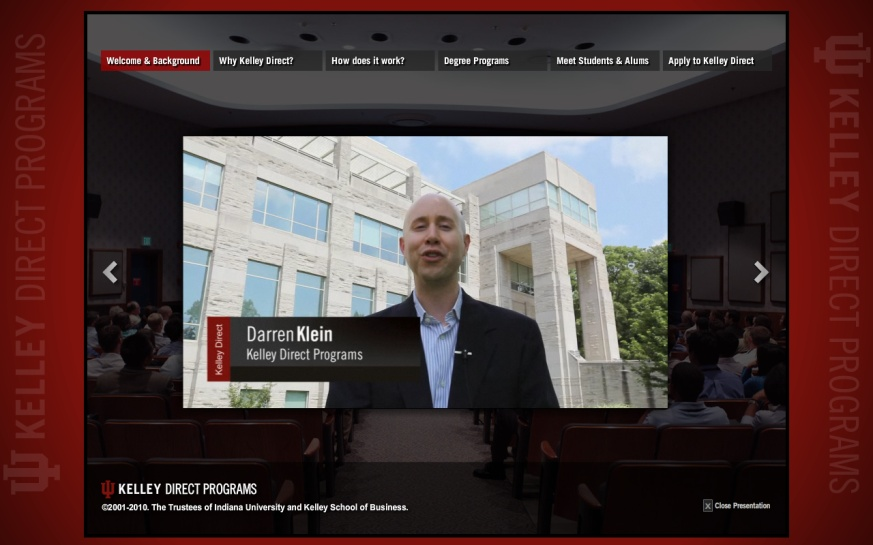 KELLEY DIRECT PROGRAMS
Welcome & Background
Why Kelley Direct?
How does it work?
Degree Programs
Meet Students & Alums
Apply to Kelley Direct
KELLEY DIRECT PROGRAMS
Kelley Direct
Darren Klein
Kelley Direct Programs
KELLEY DIRECT PROGRAMS
©2001-2010. The Trustees of Indiana University and Kelley School of Business.
X Close Presentation